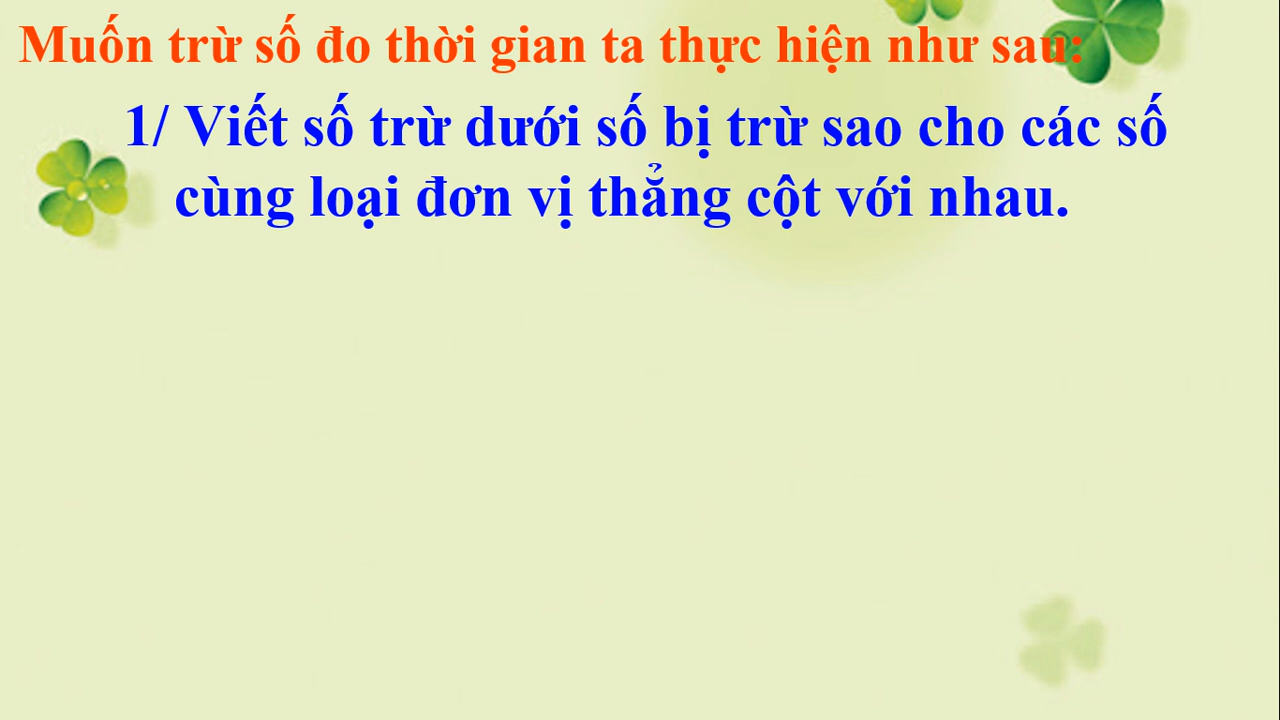 Muốn trừ số đo thời gian ta thực hiện như sau:
1/ Viết số trừ dưới số bị trừ sao cho các số
cùng loại đơn vị thẳng cột với nhau.